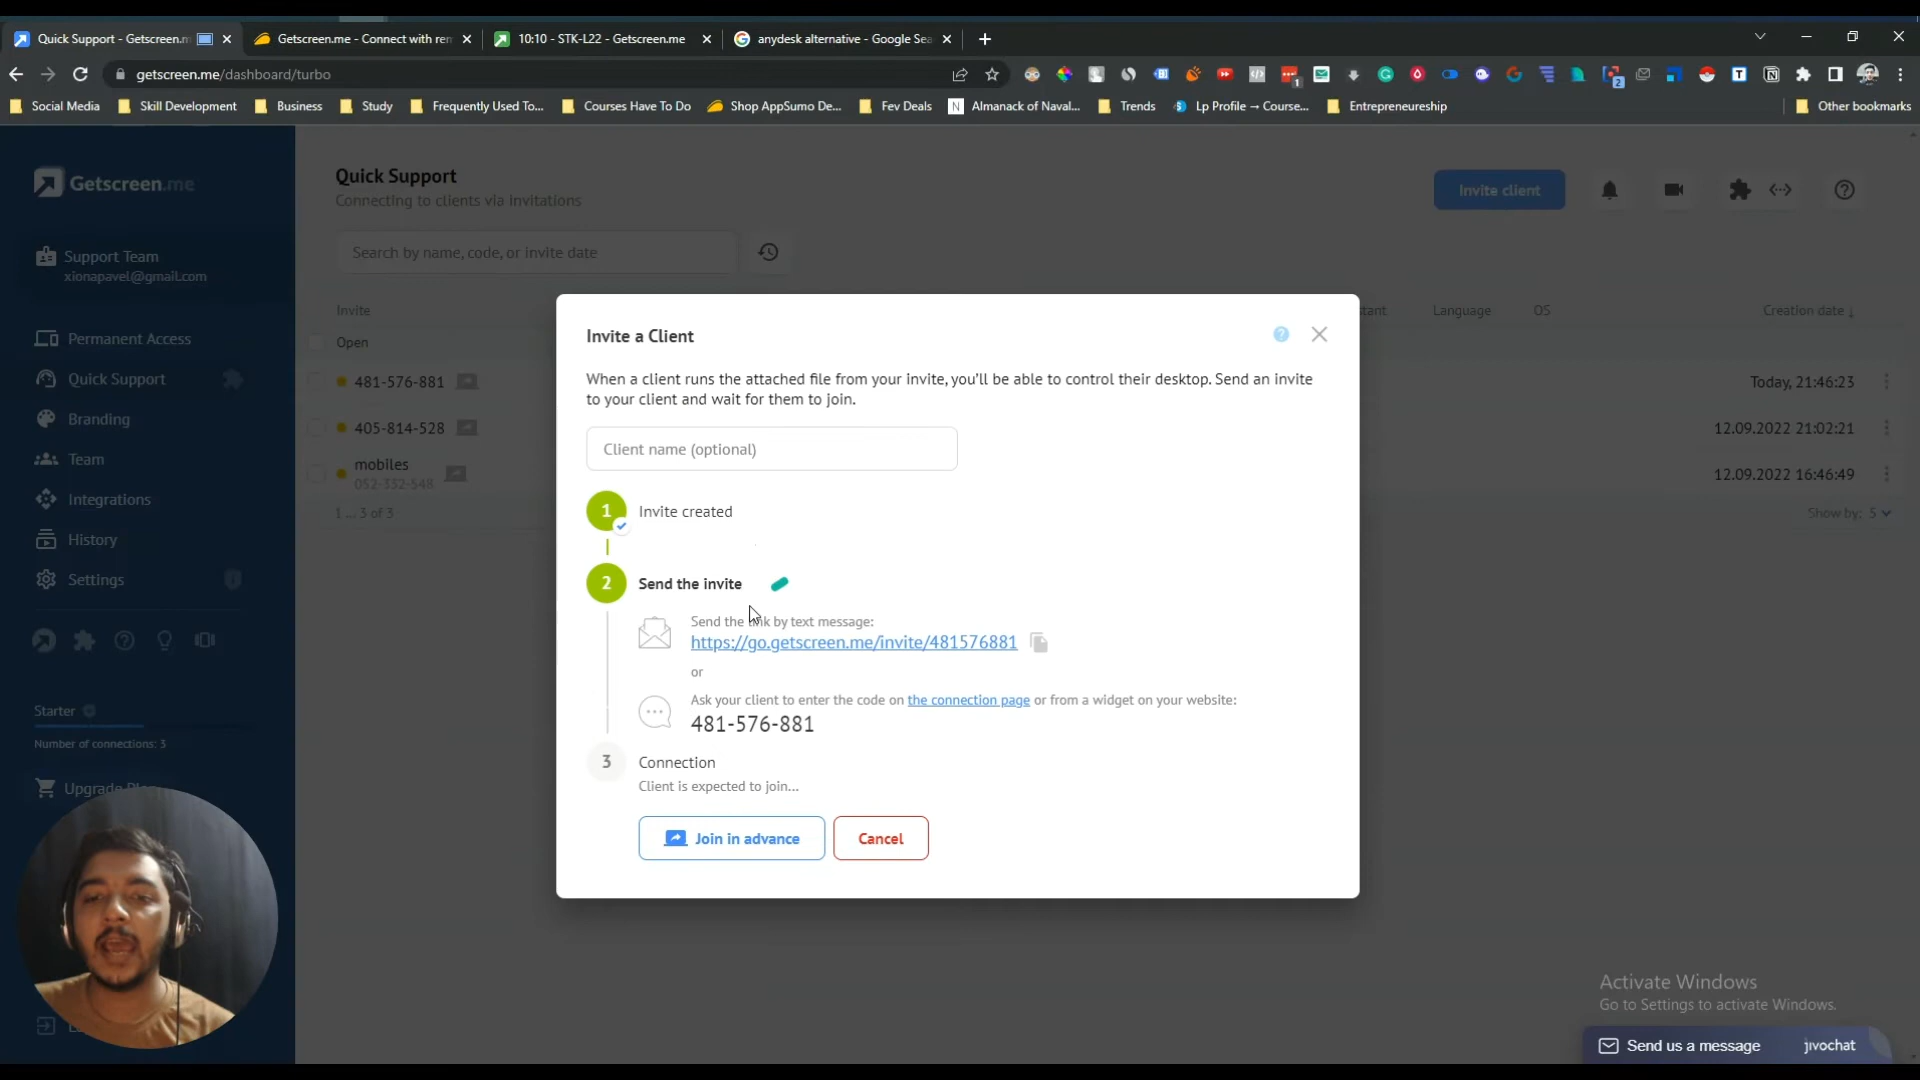 Quick Support - Getscreen.m
Getscreen.me - Connect with rem
10:10 - STK-L22 - Getscreen.me
anydesk alternative - Google Sea
getscreen.me/dashboard/turbo
Social Media
Skill Development
Business
Study
Frequently Used To...
Courses Have To Do
Shop AppSumo De...
Fev Deals
Almanack of Naval...
Trends
Lp Profile → Course...
Entrepreneureship
Other bookmarks
Getscreen.me
Support Team
xionapavel@gmail.com
Permanent Access
Quick Support
Branding
Team
Integrations
History
Settings
Starter
Number of connections: 3
Upgrade Plan
Quick Support
Connecting to clients via Invitations
Invite client
Search by name, code, or invite date
Invite
Language
OS
Creation date ↓
Open
481-576-881
Today, 21:46:23
405-814-528
12.09.2022 21:02:21
mobiles
052-332-548
12.09.2022 16:46:49
1 ... 3 of 3
Show by: 5
Invite a Client
When a client runs the attached file from your invite, you'll be able to control their desktop. Send an invite
to your client and wait for them to join.
Client name (optional)
1 Invite created
2 Send the invite
Send the link by text message:
https://go.getscreen.me/invite/481576881
or
Ask your client to enter the code on the connection page or from a widget on your website:
481-576-881
3 Connection
Client is expected to join...
Join in advance
Cancel
Activate Windows
Go to Settings to activate Windows.
Send us a message
jivochat